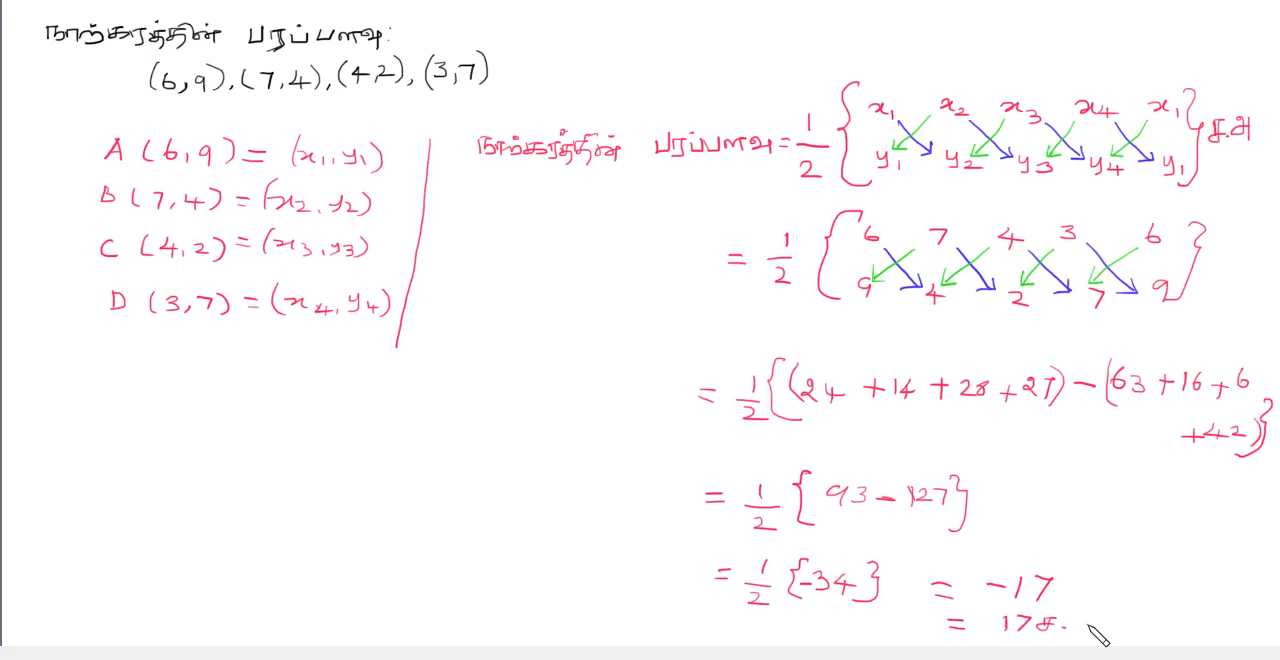 நாற்கரத்தின் பரப்பளவு:
(6,9), (7,4), (4,2), (3,7)
A (6,9) = (x₁, y₁)
B (7,4) = (x₂, y₂)
C (4,2) = (x₃, y₃)
D (3,7) = (x₄, y₄)
நாற்கரத்தின் பரப்பளவு = 1/2 { x₁ x₂ x₃ x₄ x₁
y₁ y₂ y₃ y₄ y₁ } ச.அ
= 1/2 { 6 7 4 3 6
9 4 2 7 9 }
= 1/2 {(24 + 14 + 28 + 27) - (63 + 16 + 6
+ 42)}
= 1/2 { 93 - 127}
= 1/2 {-34} = -17
= 17 ச.